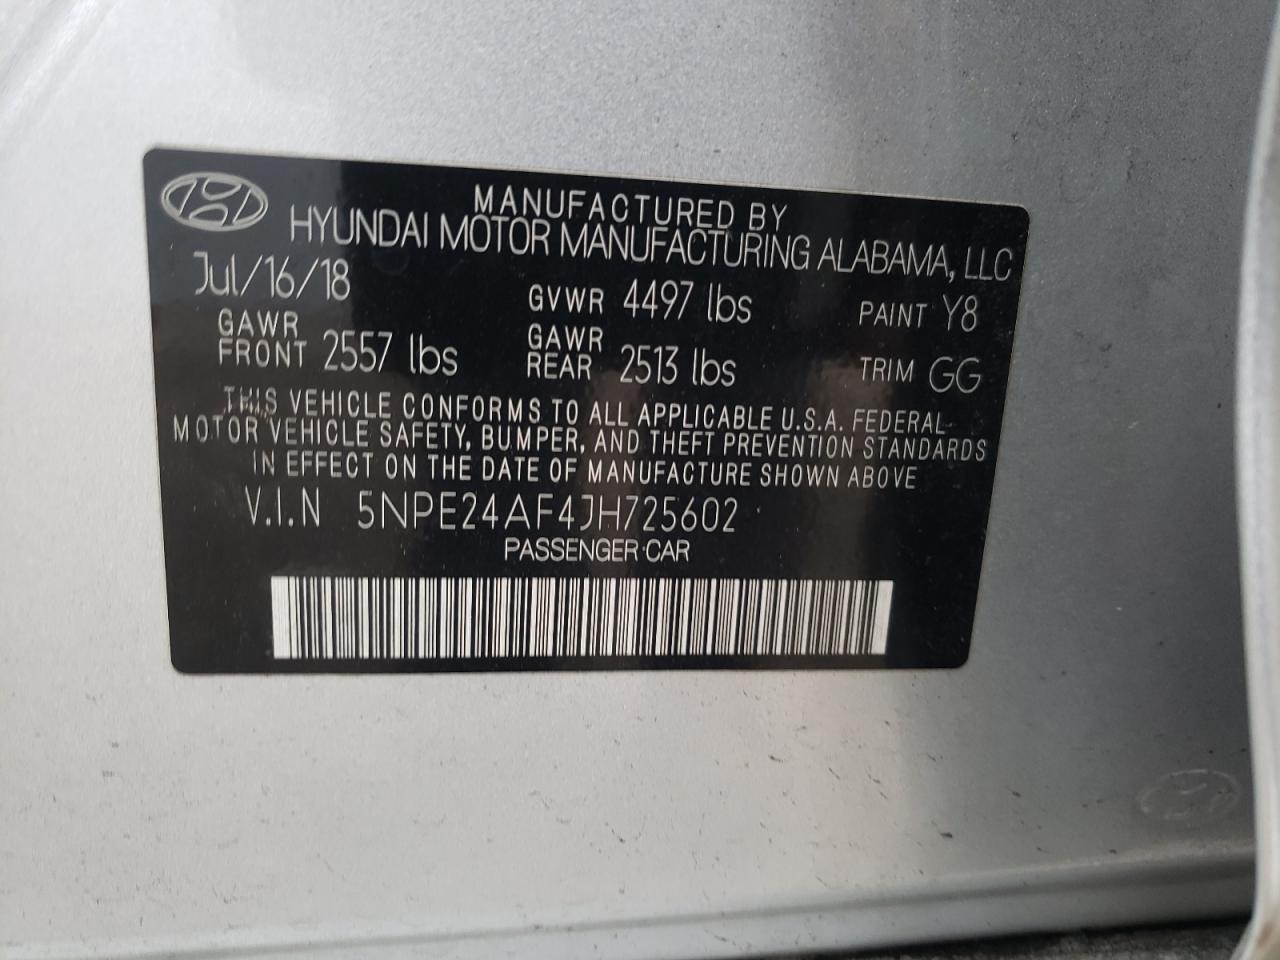 MANUFACTURED BY
HYUNDAI MOTOR MANUFACTURING ALABAMA, LLC
Jul/16/18 GVWR 4497 lbs PAINT Y8
GAWR FRONT 2557 lbs GAWR REAR 2513 lbs TRIM GG
THIS VEHICLE CONFORMS TO ALL APPLICABLE U.S.A. FEDERAL
MOTOR VEHICLE SAFETY, BUMPER, AND THEFT PREVENTION STANDARDS
IN EFFECT ON THE DATE OF MANUFACTURE SHOWN ABOVE
V.I.N 5NPE24AF4JH725602
PASSENGER CAR